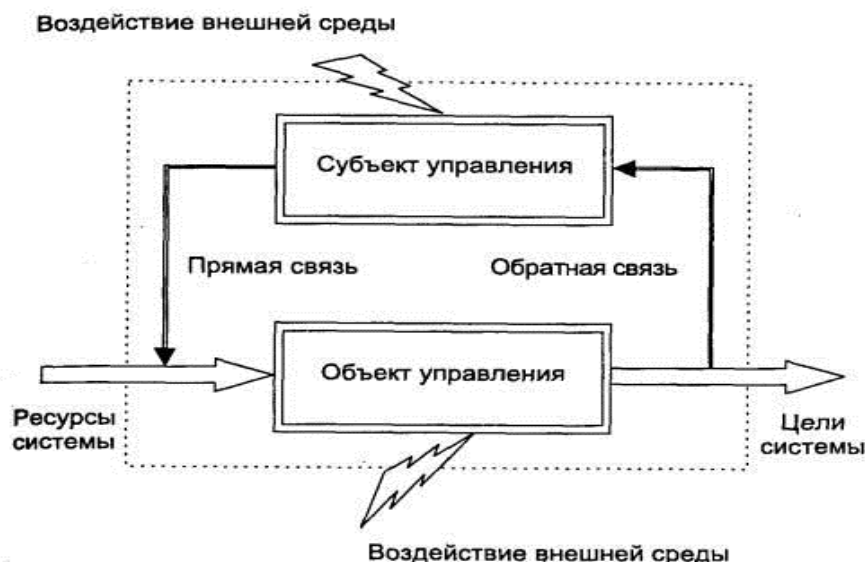 Воздействие внешней среды
Субъект управления
Прямая связь
Обратная связь
Объект управления
Ресурсы
системы
Цели
системы
Воздействие внешней среды